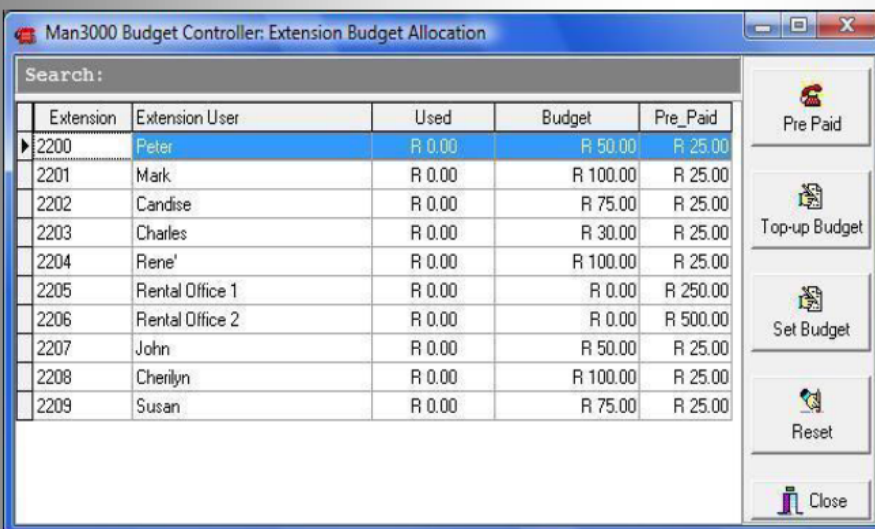 Man3000 Budget Controller: Extension Budget Allocation
Search:
Extension Extension User Used Budget Pre_Paid
2200 Peter R 0.00 R 50.00 R 25.00
2201 Mark R 0.00 R 100.00 R 25.00
2202 Candise R 0.00 R 75.00 R 25.00
2203 Charles R 0.00 R 30.00 R 25.00
2204 Rene' R 0.00 R 100.00 R 25.00
2205 Rental Office 1 R 0.00 R 0.00 R 250.00
2206 Rental Office 2 R 0.00 R 0.00 R 500.00
2207 John R 0.00 R 50.00 R 25.00
2208 Cherilyn R 0.00 R 100.00 R 25.00
2209 Susan R 0.00 R 75.00 R 25.00
Pre Paid
Top-up Budget
Set Budget
Reset
Close